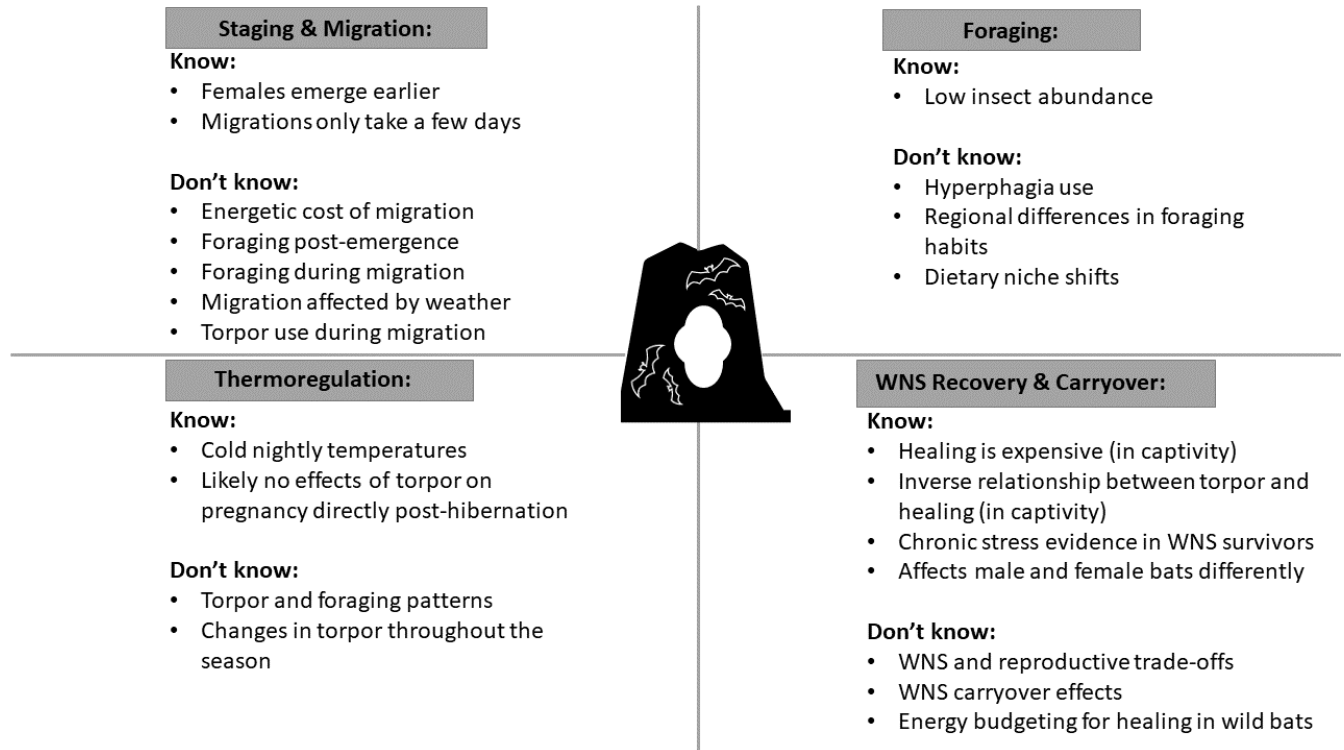 Staging & Migration:
Know:
• Females emerge earlier
• Migrations only take a few days
Don't know:
• Energetic cost of migration
• Foraging post-emergence
• Foraging during migration
• Migration affected by weather
• Torpor use during migration
Foraging:
Know:
• Low insect abundance
Don't know:
• Hyperphagia use
• Regional differences in foraging
habits
• Dietary niche shifts
Thermoregulation:
Know:
• Cold nightly temperatures
• Likely no effects of torpor on
pregnancy directly post-hibernation
Don't know:
• Torpor and foraging patterns
• Changes in torpor throughout the
season
WNS Recovery & Carryover:
Know:
• Healing is expensive (in captivity)
• Inverse relationship between torpor and
healing (in captivity)
• Chronic stress evidence in WNS survivors
• Affects male and female bats differently
Don't know:
• WNS and reproductive trade-offs
• WNS carryover effects
• Energy budgeting for healing in wild bats